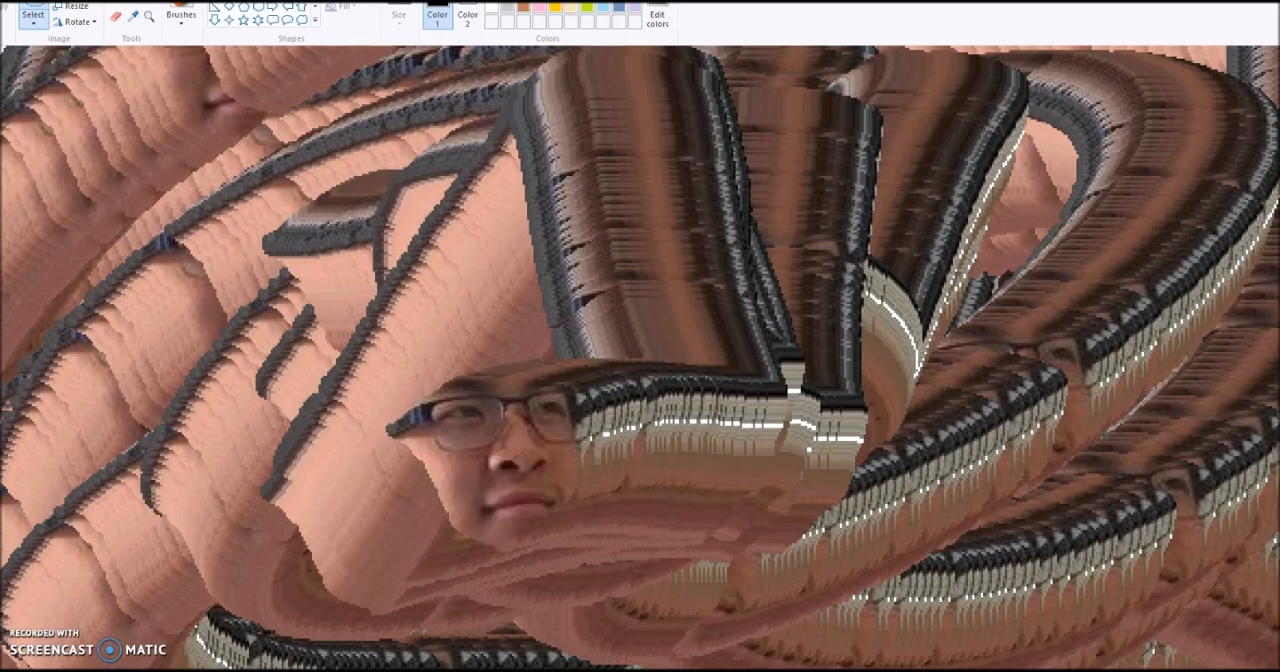 Resize
Select
Rotate
Brushes
Fill
Size
Color
1
Color
2
Edit
colors
Image
Tools
Shapes
Colors
RECORDED WITH
SCREENCAST MATIC